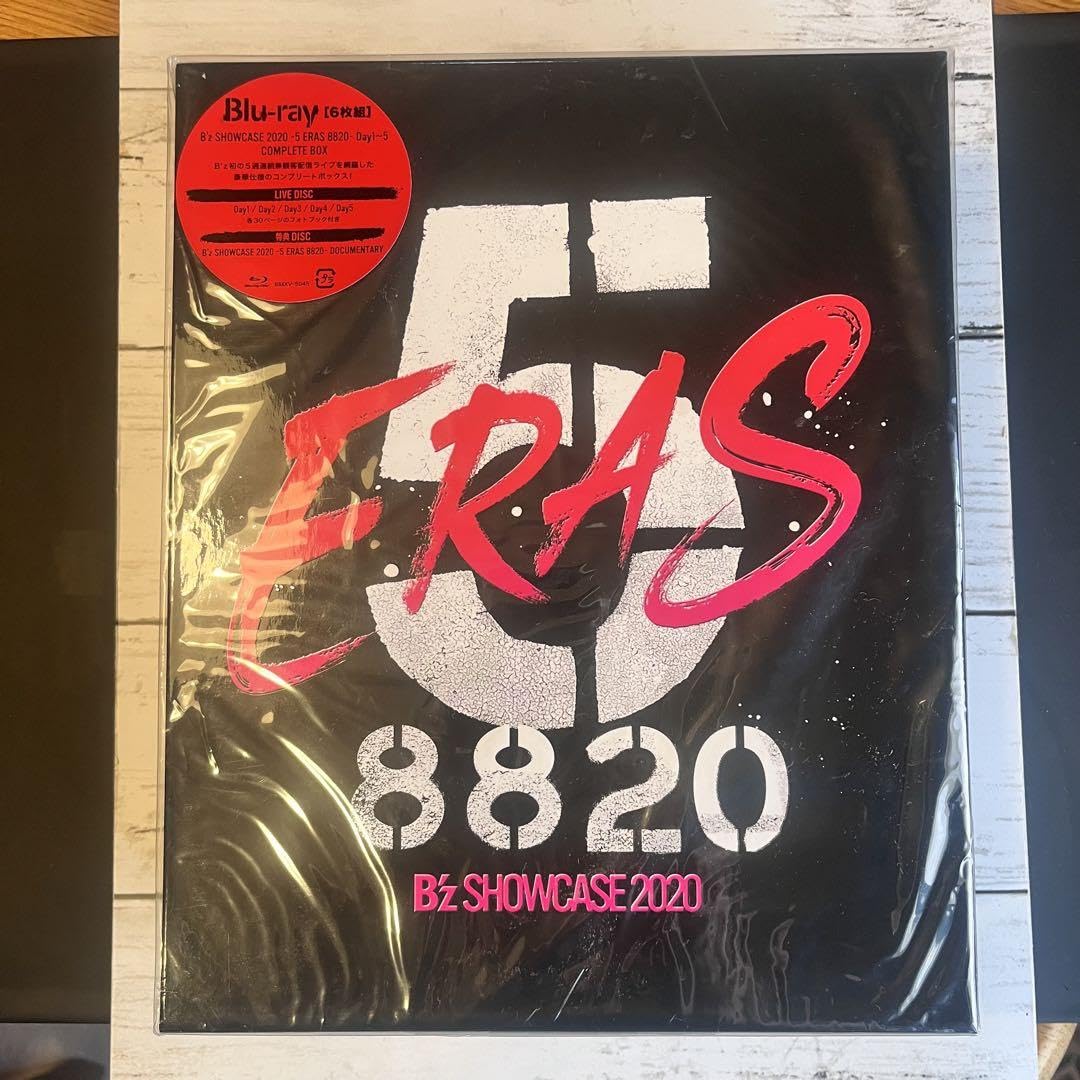 Blu-ray [6枚組]
B'z SHOWCASE 2020 -5 ERAS 8820- Day1~5
COMPLETE BOX
B'z初の5週連続無観客配信ライブを網羅した
豪華仕様のコンプリートボックス!
LIVE DISC
Day1 / Day2 / Day3 / Day4 / Day5
各30ページのフォトブック付き
特典 DISC
B'z SHOWCASE 2020 -5 ERAS 8820- DOCUMENTARY
プラ
5
ERAS
8820
B'z SHOWCASE 2020